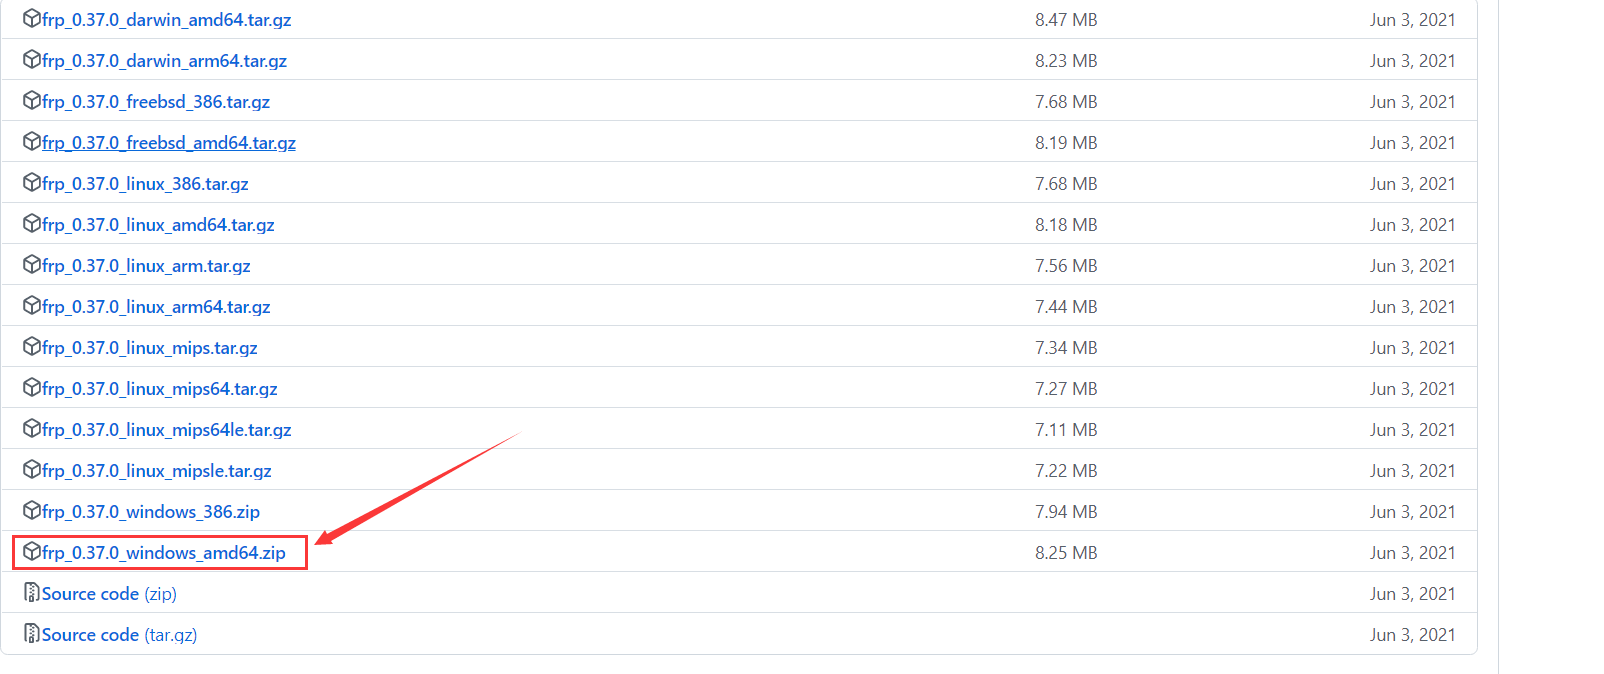 frp_0.37.0_darwin_amd64.tar.gz 8.47 MB Jun 3, 2021
frp_0.37.0_darwin_arm64.tar.gz 8.23 MB Jun 3, 2021
frp_0.37.0_freebsd_386.tar.gz 7.68 MB Jun 3, 2021
frp_0.37.0_freebsd_amd64.tar.gz 8.19 MB Jun 3, 2021
frp_0.37.0_linux_386.tar.gz 7.68 MB Jun 3, 2021
frp_0.37.0_linux_amd64.tar.gz 8.18 MB Jun 3, 2021
frp_0.37.0_linux_arm.tar.gz 7.56 MB Jun 3, 2021
frp_0.37.0_linux_arm64.tar.gz 7.44 MB Jun 3, 2021
frp_0.37.0_linux_mips.tar.gz 7.34 MB Jun 3, 2021
frp_0.37.0_linux_mips64.tar.gz 7.27 MB Jun 3, 2021
frp_0.37.0_linux_mips64le.tar.gz 7.11 MB Jun 3, 2021
frp_0.37.0_linux_mipsle.tar.gz 7.22 MB Jun 3, 2021
frp_0.37.0_windows_386.zip 7.94 MB Jun 3, 2021
frp_0.37.0_windows_amd64.zip 8.25 MB Jun 3, 2021
Source code (zip) Jun 3, 2021
Source code (tar.gz) Jun 3, 2021